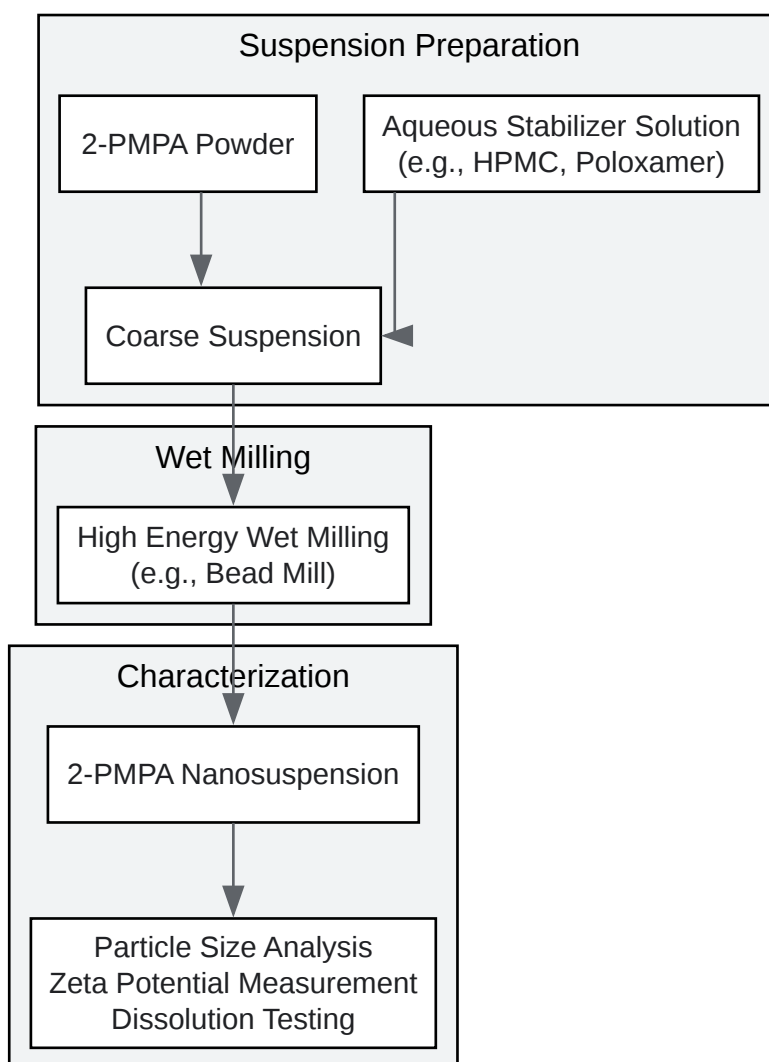 Suspension Preparation
2-PMPA Powder
Aqueous Stabilizer Solution
(e.g., HPMC, Poloxamer)
Coarse Suspension
Wet Milling
High Energy Wet Milling
(e.g., Bead Mill)
Characterization
2-PMPA Nanosuspension
Particle Size Analysis
Zeta Potential Measurement
Dissolution Testing